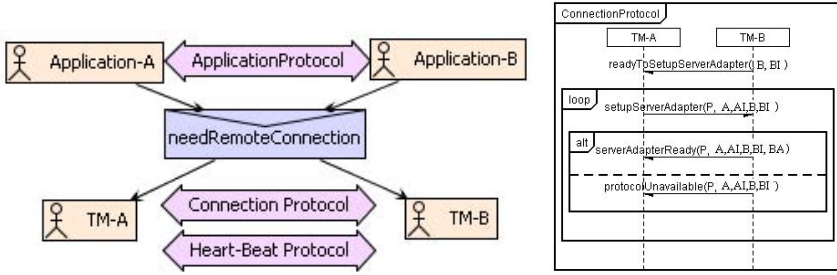 Application-A
ApplicationProtocol
Application-B
needRemoteConnection
TM-A
Connection Protocol
TM-B
Heart-Beat Protocol
ConnectionProtocol
TM-A
TM-B
readyToSetupServerAdapter( B, BI )
loop
setupServerAdapter(P, A,AI,B,BI )
alt
serverAdapterReady(P, A,AI,B,BI, BA)
protocolUnavailable(P, A,AI,B,BI )